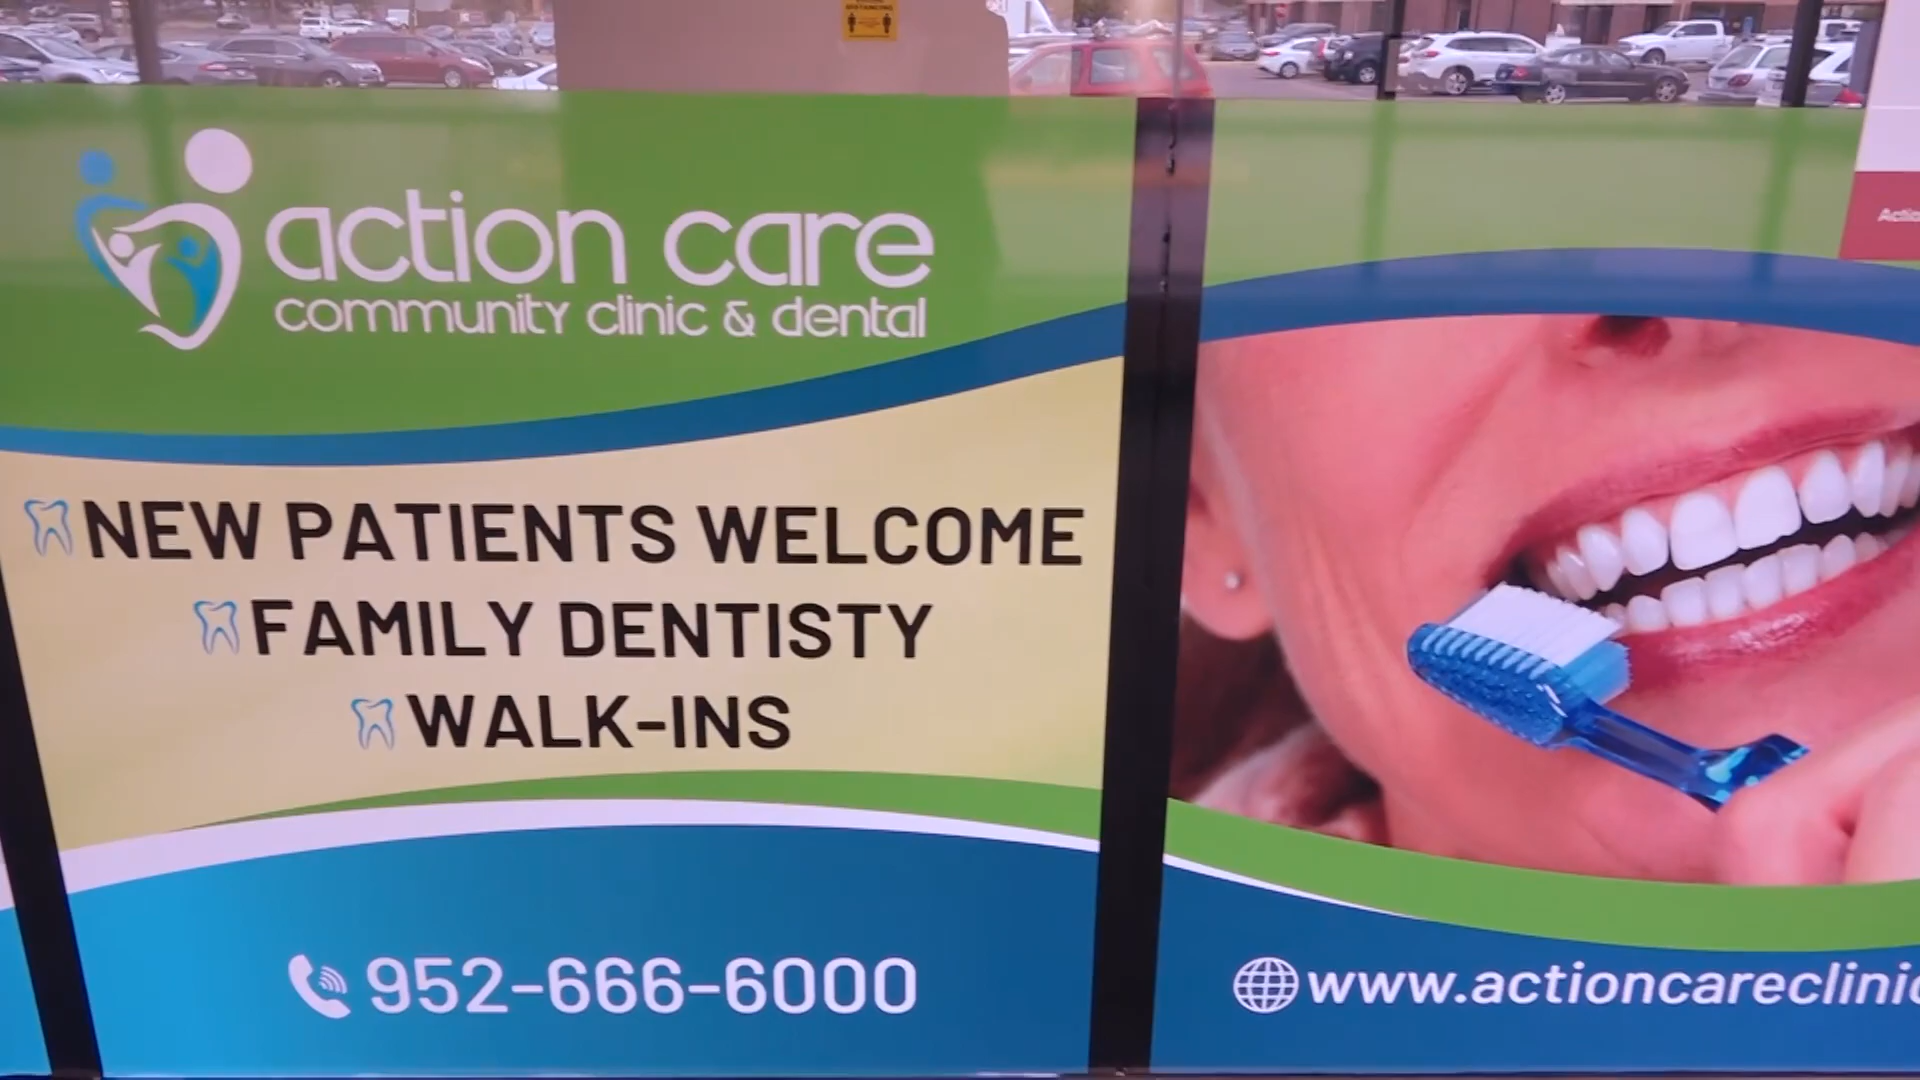 action care
community clinic & dental
NEW PATIENTS WELCOME
FAMILY DENTISTY
WALK-INS
952-666-6000
www.actioncareclinic